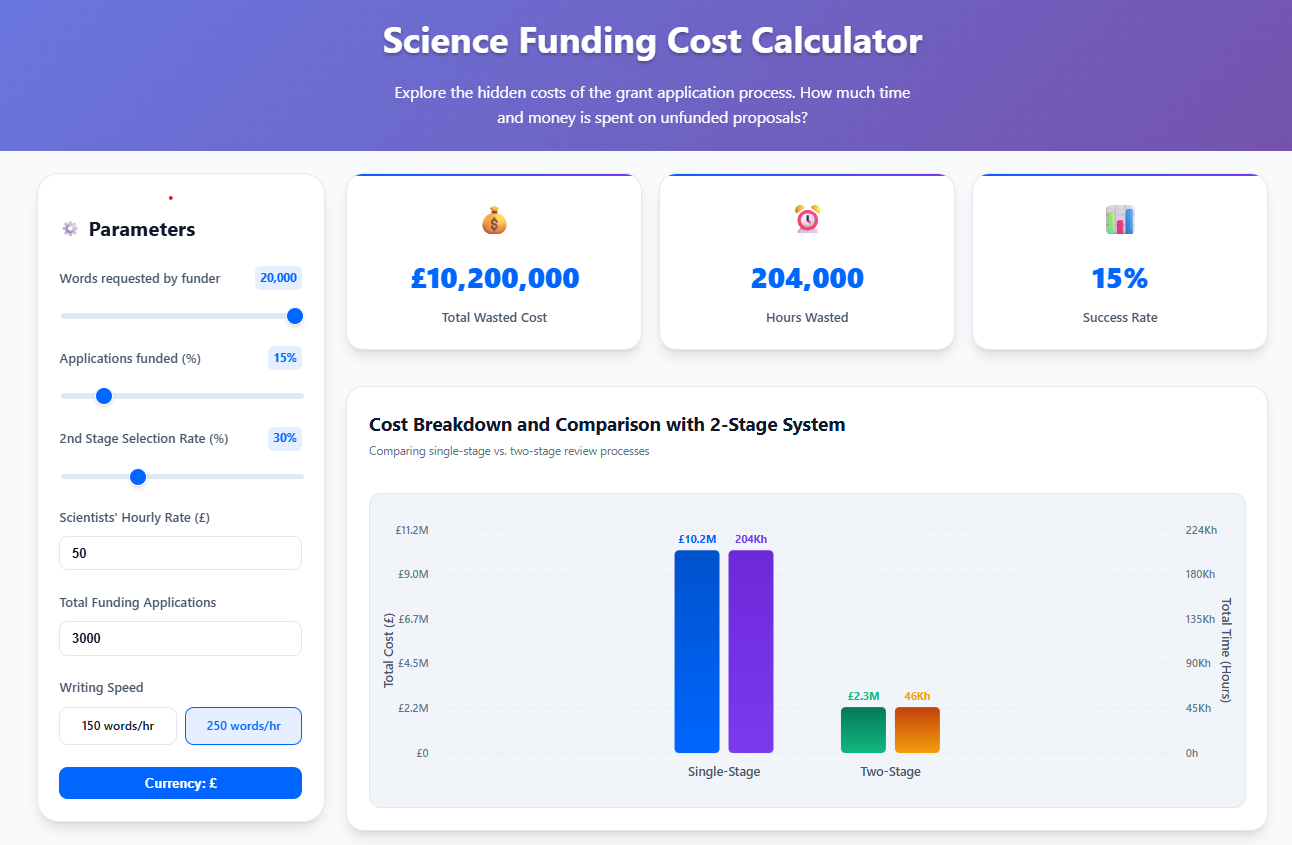 Science Funding Cost Calculator
Explore the hidden costs of the grant application process. How much time
and money is spent on unfunded proposals?
Parameters
Words requested by funder 20,000
Applications funded (%) 15%
2nd Stage Selection Rate (%) 30%
Scientists' Hourly Rate (£)
50
Total Funding Applications
3000
Writing Speed
150 words/hr 250 words/hr
Currency: £
£10,200,000
Total Wasted Cost
204,000
Hours Wasted
15%
Success Rate
Cost Breakdown and Comparison with 2-Stage System
Comparing single-stage vs. two-stage review processes
Total Cost (£)
£11.2M
£9.0M
£6.7M
£4.5M
£2.2M
£0
£10.2M 204Kh
£2.3M 46Kh
Single-Stage Two-Stage
224Kh
180Kh
135Kh
90Kh
45Kh
0h
Total Time (Hours)